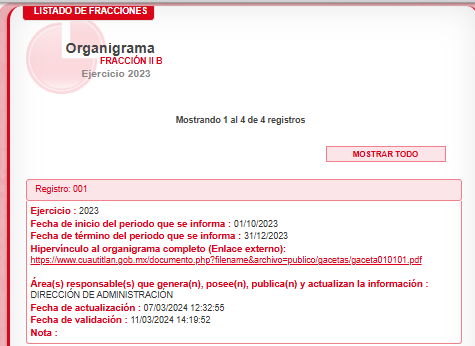 LISTADO DE FRACCIONES
Organigrama
FRACCIÓN II B
Ejercicio 2023
Mostrando 1 al 4 de 4 registros
MOSTRAR TODO
Registro: 001
Ejercicio : 2023
Fecha de inicio del periodo que se informa : 01/10/2023
Fecha de término del periodo que se informa : 31/12/2023
Hipervínculo al organigrama completo (Enlace externo):
https://www.cuautitlan.gob.mx/documento.php?filename&archivo=publico/gacetas/gaceta010101.pdf
Área(s) responsable(s) que genera(n), posee(n), publica(n) y actualizan la información :
DIRECCIÓN DE ADMINISTRACIÓN
Fecha de actualización : 07/03/2024 12:32:55
Fecha de validación : 11/03/2024 14:19:52
Nota :